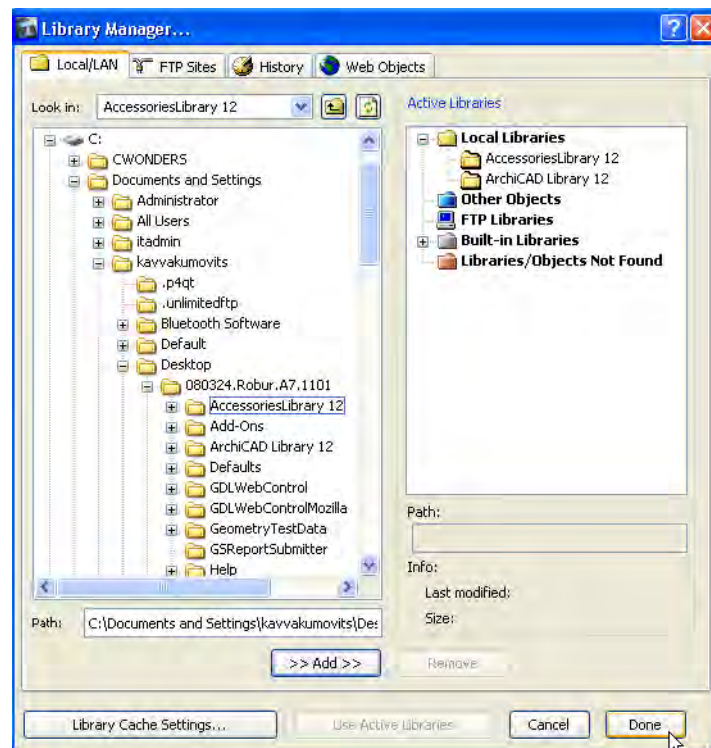 Library Manager...
Local/LAN FTP Sites History Web Objects
Look in: AccessoriesLibrary 12
C:
CWONDERS
Documents and Settings
Administrator
All Users
itadmin
kavvakumovits
.p4qt
.unlimitedftp
Bluetooth Software
Default
Desktop
080324.Robur.A7.1101
AccessoriesLibrary 12
Add-Ons
ArchiCAD Library 12
Defaults
GDLWebControl
GDLWebControlMozilla
GeometryTestData
GSReportSubmitter
Help
Path: C:\Documents and Settings\kavvakumovits\Des
>> Add >>
Active Libraries
Local Libraries
AccessoriesLibrary 12
ArchiCAD Library 12
Other Objects
FTP Libraries
Built-in Libraries
Libraries/Objects Not Found
Path:
Info:
Last modified:
Size:
Remove
Library Cache Settings... Use Active Libraries Cancel Done